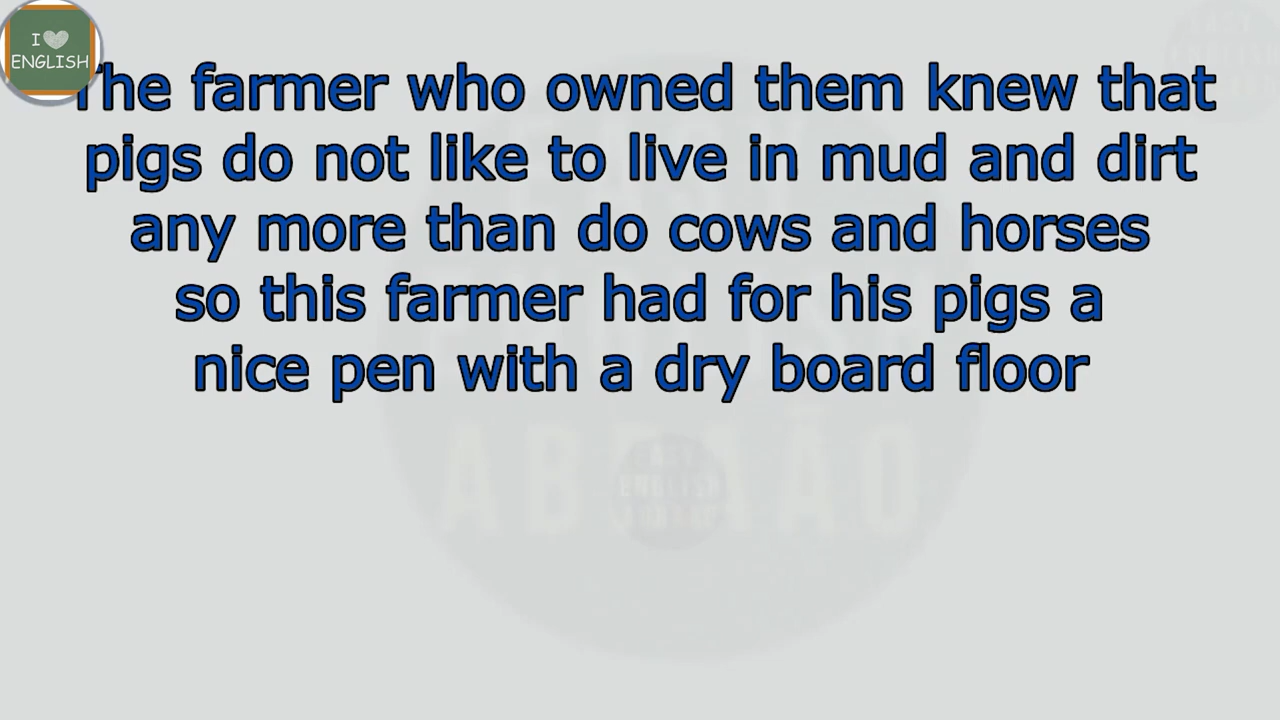 I
ENGLISH
The farmer who owned them knew that
pigs do not like to live in mud and dirt
any more than do cows and horses
so this farmer had for his pigs a
nice pen with a dry board floor